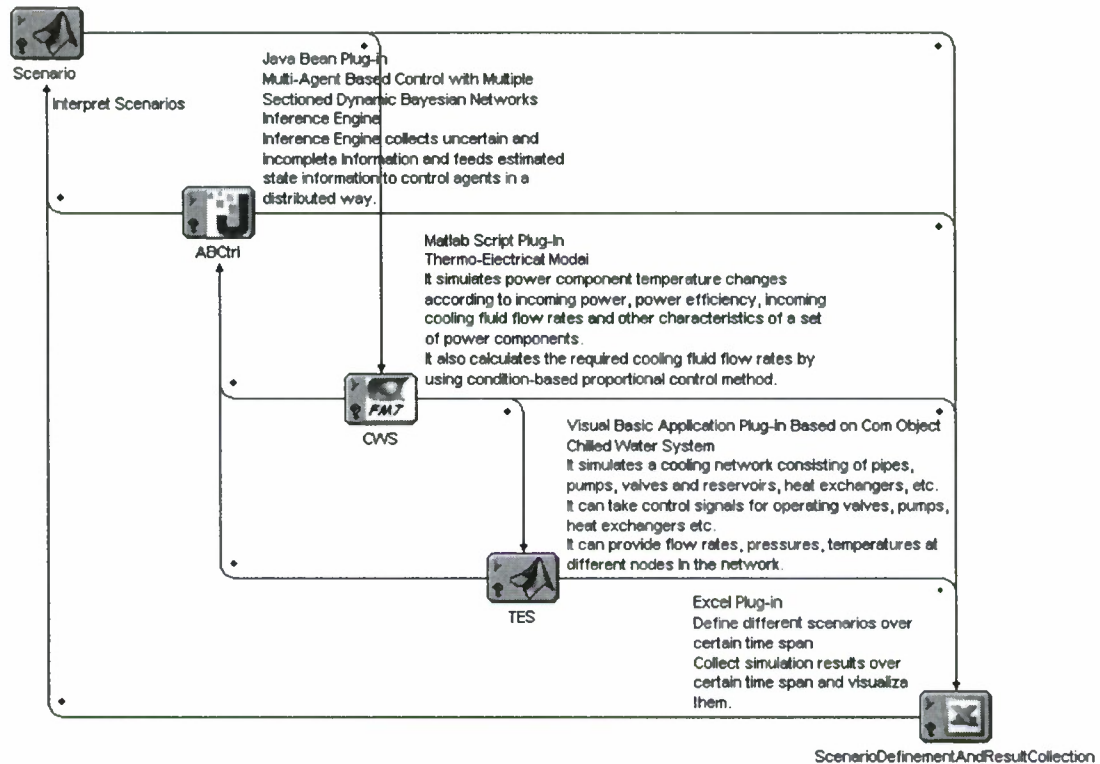 Scenario
Interpret Scenarios
Java Bean Plug-in
Multi-Agent Based Control with Multiple
Sectioned Dynamic Bayesian Networks
Inference Engine
Inference Engine collects uncertain and
incomplete information and feeds estimated
state information to control agents in a
distributed way.
J
ABCtrl
Matlab Script Plug-In
Thermo-Electrical Model
It simulates power component temperature changes
according to incoming power, power efficiency, incoming
cooling fluid flow rates and other characteristics of a set
of power components.
It also calculates the required cooling fluid flow rates by
using condition-based proportional control method.
FMT
CWS
Visual Basic Application Plug-in Based on Com Object
Chilled Water System
It simulates a cooling network consisting of pipes,
pumps, valves and reservoirs, heat exchangers, etc.
It can take control signals for operating valves, pumps,
heat exchangers etc.
It can provide flow rates, pressures, temperatures at
different nodes in the network.
TES
Excel Plug-in
Define different scenarios over
certain time span
Collect simulation results over
certain time span and visualize
them.
X
ScenarioDefinementAndResultCollection